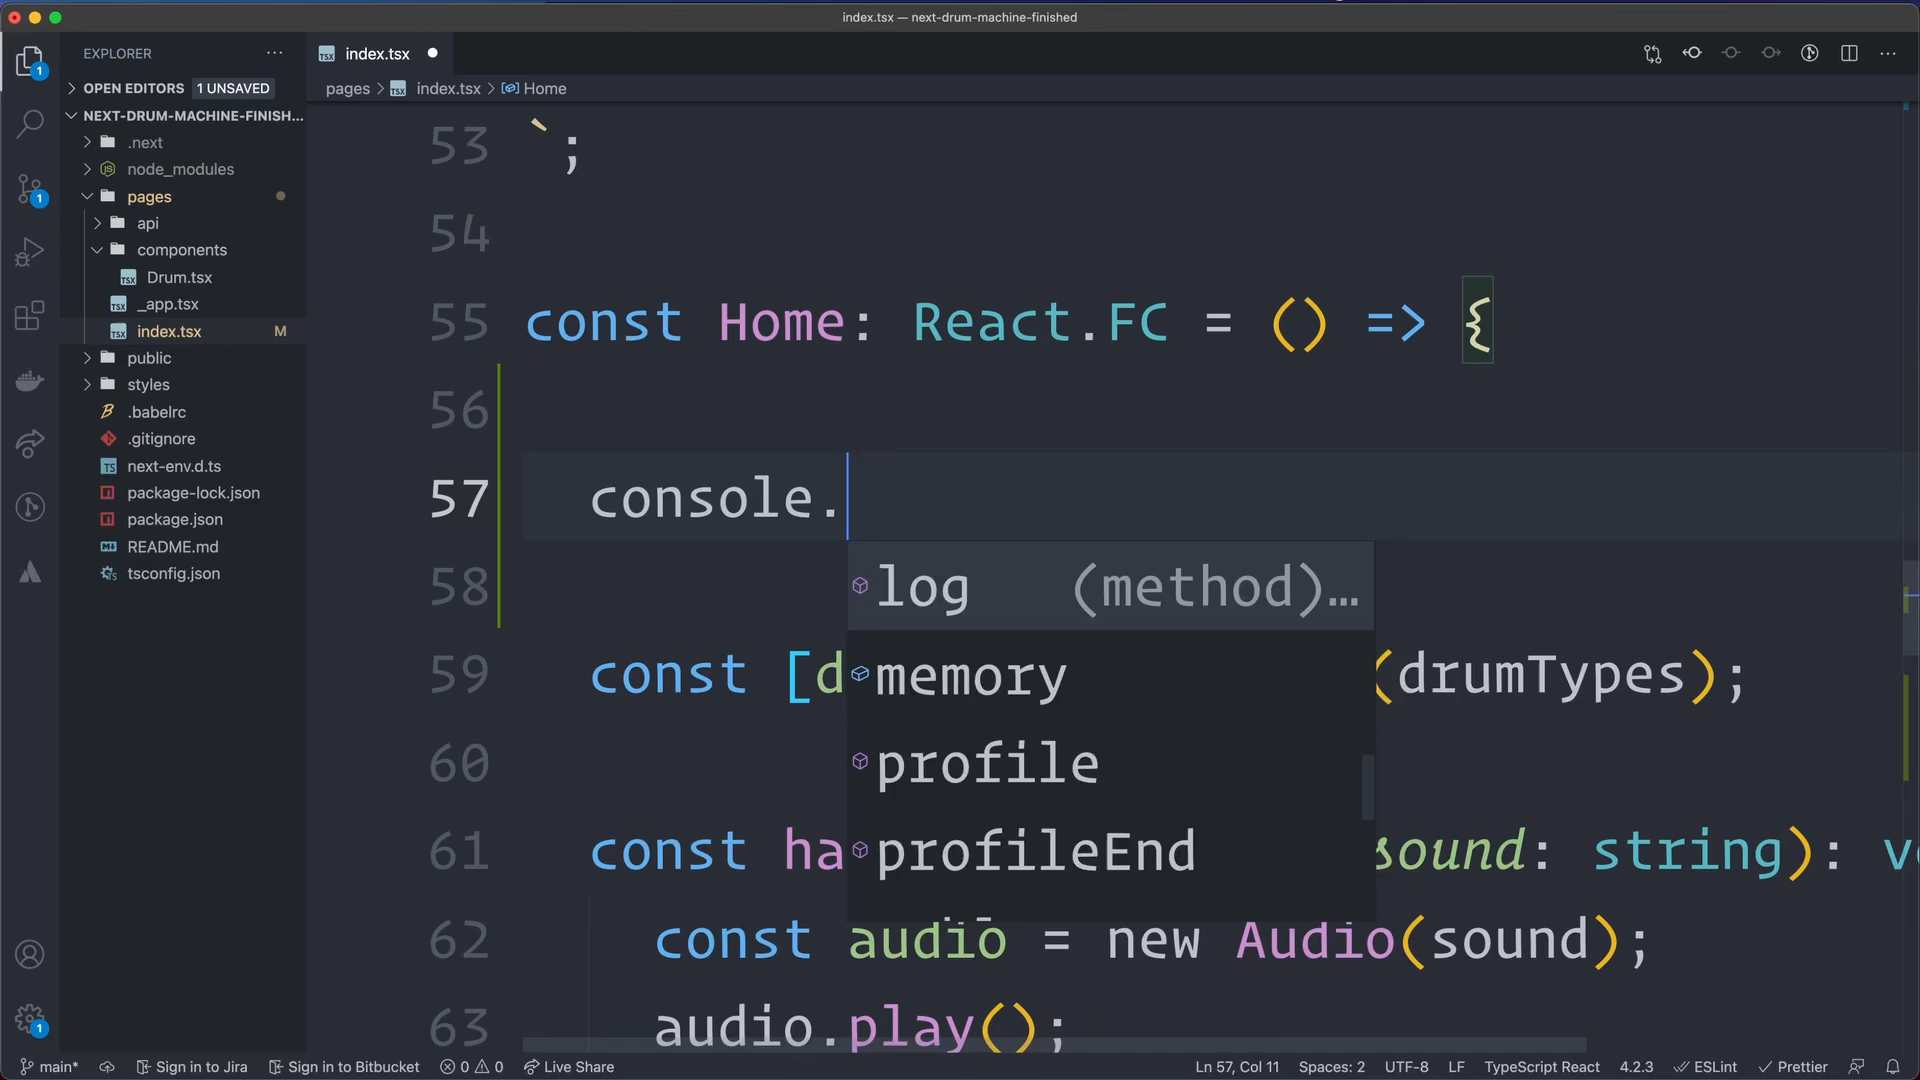 index.tsx — next-drum-machine-finished
EXPLORER
OPEN EDITORS 1 UNSAVED
NEXT-DRUM-MACHINE-FINISH...
.next
node_modules
pages
api
components
Drum.tsx
_app.tsx
index.tsx M
public
styles
.babelrc
.gitignore
next-env.d.ts
package-lock.json
package.json
README.md
tsconfig.json
index.tsx
pages > index.tsx > Home
53 `;
54
55 const Home: React.FC = () => {
56
57 console.
58
log (method)...
59 const [d (drumTypes);
memory
60
profile
61 const ha sound: string): v
profileEnd
62 const audio = new Audio(sound);
63 audio.play();
main* Sign in to Jira Sign in to Bitbucket 0 0 Live Share Ln 57, Col 11 Spaces: 2 UTF-8 LF TypeScript React 4.2.3 ESLint Prettier